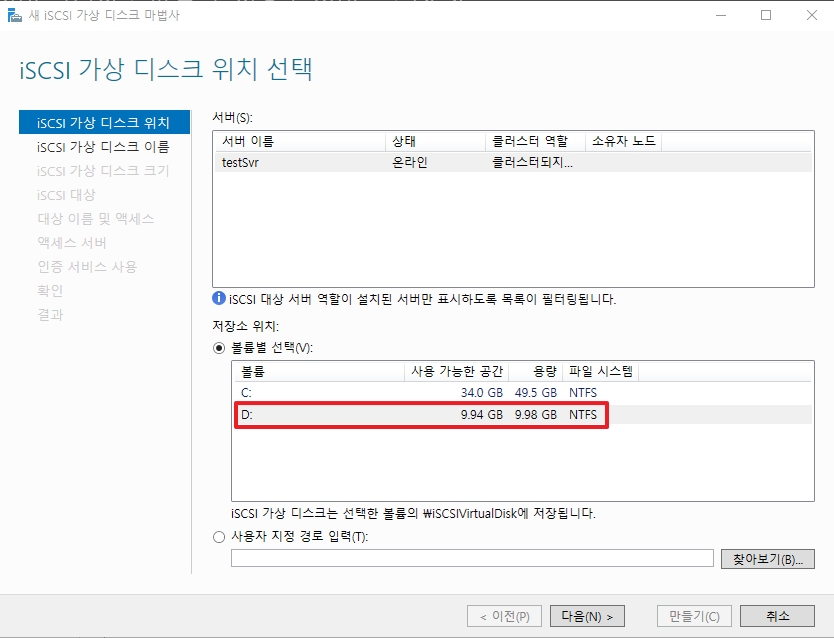 새 iSCSI 가상 디스크 마법사
iSCSI 가상 디스크 위치 선택
iSCSI 가상 디스크 위치
iSCSI 가상 디스크 이름
iSCSI 가상 디스크 크기
iSCSI 대상
대상 이름 및 액세스
액세스 서버
인증 서비스 사용
확인
결과
서버(S):
서버 이름 상태 클러스터 역할 소유자 노드
testSvr 온라인 클러스터되지...
iSCSI 대상 서버 역할이 설치된 서버만 표시하도록 목록이 필터링됩니다.
저장소 위치:
볼륨별 선택(V):
볼륨 사용 가능한 공간 용량 파일 시스템
C: 34.0 GB 49.5 GB NTFS
D: 9.94 GB 9.98 GB NTFS
iSCSI 가상 디스크는 선택한 볼륨의 ₩iSCSIVirtualDisk에 저장됩니다.
사용자 지정 경로 입력(T):
찾아보기(B)...
< 이전(P) 다음(N) > 만들기(C) 취소